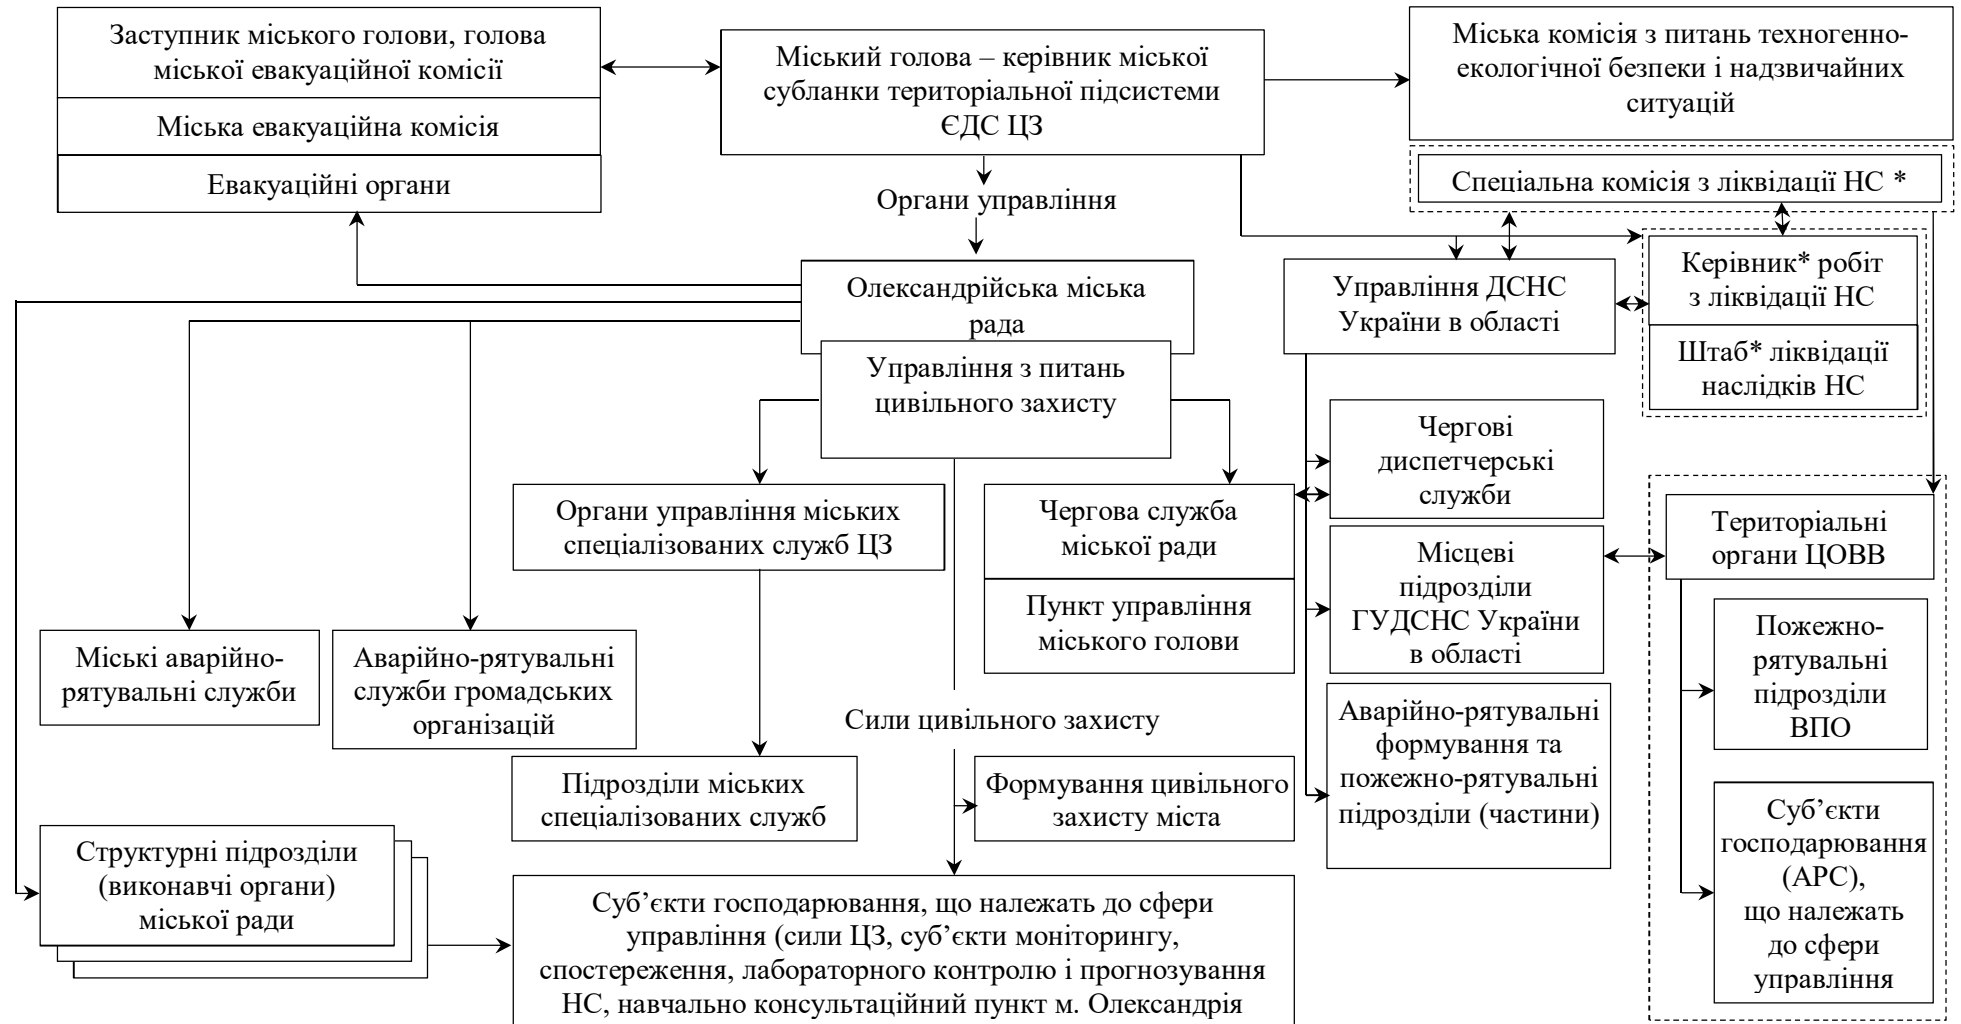 Заступник міського голови, голова
міської евакуаційної комісії
Міська евакуаційна комісія
Евакуаційні органи
Міський голова – керівник міської
субланки територіальної підсистеми
ЄДС ЦЗ
Міська комісія з питань техногенно-
екологічної безпеки і надзвичайних
ситуацій
Спеціальна комісія з ліквідації НС *
Органи управління
Олександрійська міська
рада
Управління з питань
цивільного захисту
Управління ДСНС
України в області
Керівник* робіт
з ліквідації НС
Штаб* ліквідації
наслідків НС
Органи управління міських
спеціалізованих служб ЦЗ
Чергова служба
міської ради
Пункт управління
міського голови
Чергові
диспетчерські
служби
Місцеві
підрозділи
ГУДСНС України
в області
Територіальні
органи ЦОВВ
Пожежно-
рятувальні
підрозділи
ВПО
Міські аварійно-
рятувальні служби
Аварійно-рятувальні
служби громадських
організацій
Сили цивільного захисту
Аварійно-рятувальні
формування та
пожежно-рятувальні
підрозділи (частини)
Підрозділи міських
спеціалізованих служб
Формування цивільного
захисту міста
Суб’єкти
господарювання
(АРС),
що належать
до сфери
управління
Структурні підрозділи
(виконавчі органи)
міської ради
Суб’єкти господарювання, що належать до сфери
управління (сили ЦЗ, суб’єкти моніторингу,
спостереження, лабораторного контролю і прогнозування
НС, навчально консультаційний пункт м. Олександрія